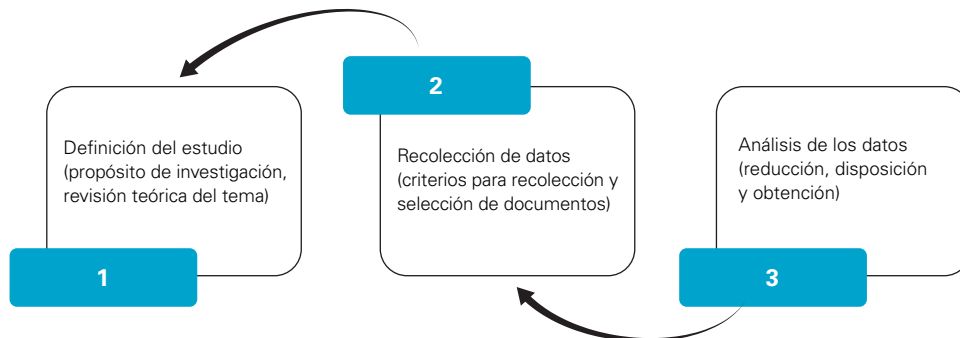 Definición del estudio
(propósito de investigación,
revisión teórica del tema)
1
2
Recolección de datos
(criterios para recolección y
selección de documentos)
Análisis de los datos
(reducción, disposición
y obtención)
3